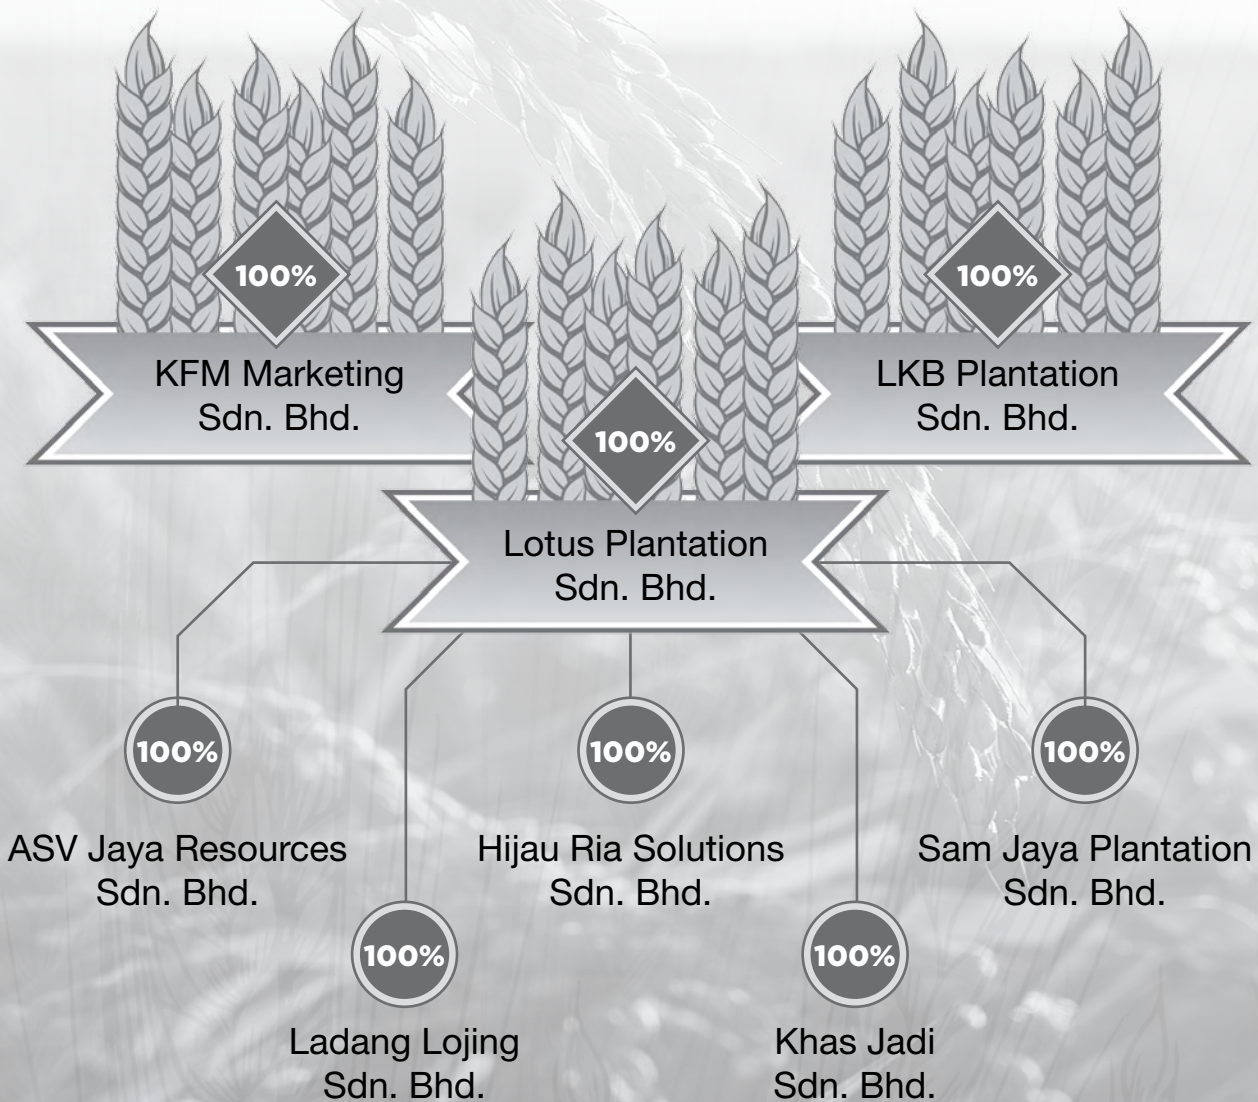 100%
KFM Marketing
Sdn. Bhd.
100%
LKB Plantation
Sdn. Bhd.
100%
Lotus Plantation
Sdn. Bhd.
100%
ASV Jaya Resources
Sdn. Bhd.
100%
Hijau Ria Solutions
Sdn. Bhd.
100%
Sam Jaya Plantation
Sdn. Bhd.
100%
Ladang Lojing
Sdn. Bhd.
100%
Khas Jadi
Sdn. Bhd.